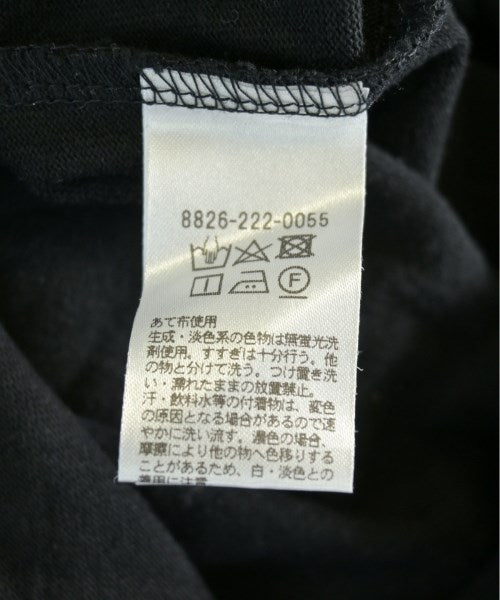 8826-222-0055
F
あて布使用
生成・淡色系の色物は無蛍光洗
剤使用。すすぎは十分行う。他
の物と分けて洗う。つけ置き洗
い・濡れたままの放置禁止。
汗・飲料水等の付着物は、変色
の原因となる場合があるので速
やかに洗い流す。濃色の場合、
摩擦により他の物へ色移りする
ことがあるため、白・淡色との
着用に注意